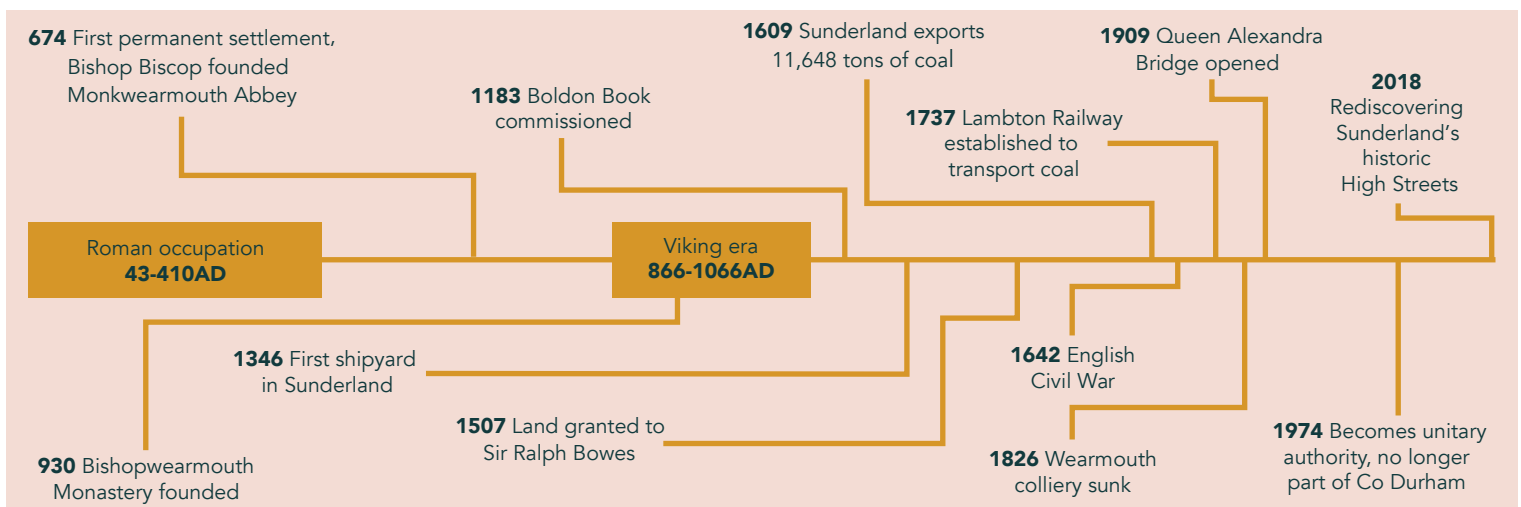 674 First permanent settlement,
Bishop Biscop founded
Monkwearmouth Abbey
1183 Boldon Book
commissioned
1609 Sunderland exports
11,648 tons of coal
1737 Lambton Railway
established to
transport coal
1909 Queen Alexandra
Bridge opened
2018
Rediscovering
Sunderland’s
historic
High Streets
Roman occupation
43-410AD
Viking era
866-1066AD
930 Bishopwearmouth
Monastery founded
1346 First shipyard
in Sunderland
1507 Land granted to
Sir Ralph Bowes
1642 English
Civil War
1826 Wearmouth
colliery sunk
1974 Becomes unitary
authority, no longer
part of Co Durham